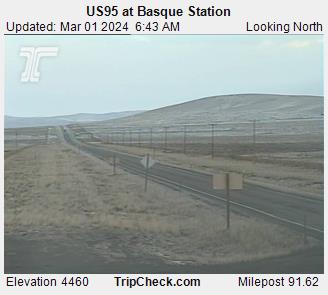 US95 at Basque Station
Updated: Mar 01 2024 6:43 AM Looking North
Elevation 4460 TripCheck.com Milepost 91.62